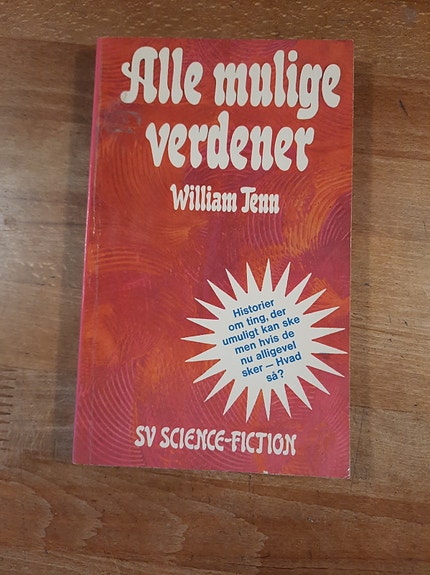 Alle mulige
verdener
William Tenn
Historier
om ting, der
umuligt kan ske
men hvis de
nu alligevel
sker – Hvad
så?
SV SCIENCE-FICTION